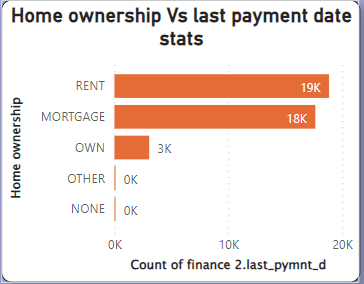 Home ownership Vs last payment date
stats
Home ownership
RENT 19K
MORTGAGE 18K
OWN 3K
OTHER 0K
NONE 0K
0K 10K 20K
Count of finance 2.last_pymnt_d